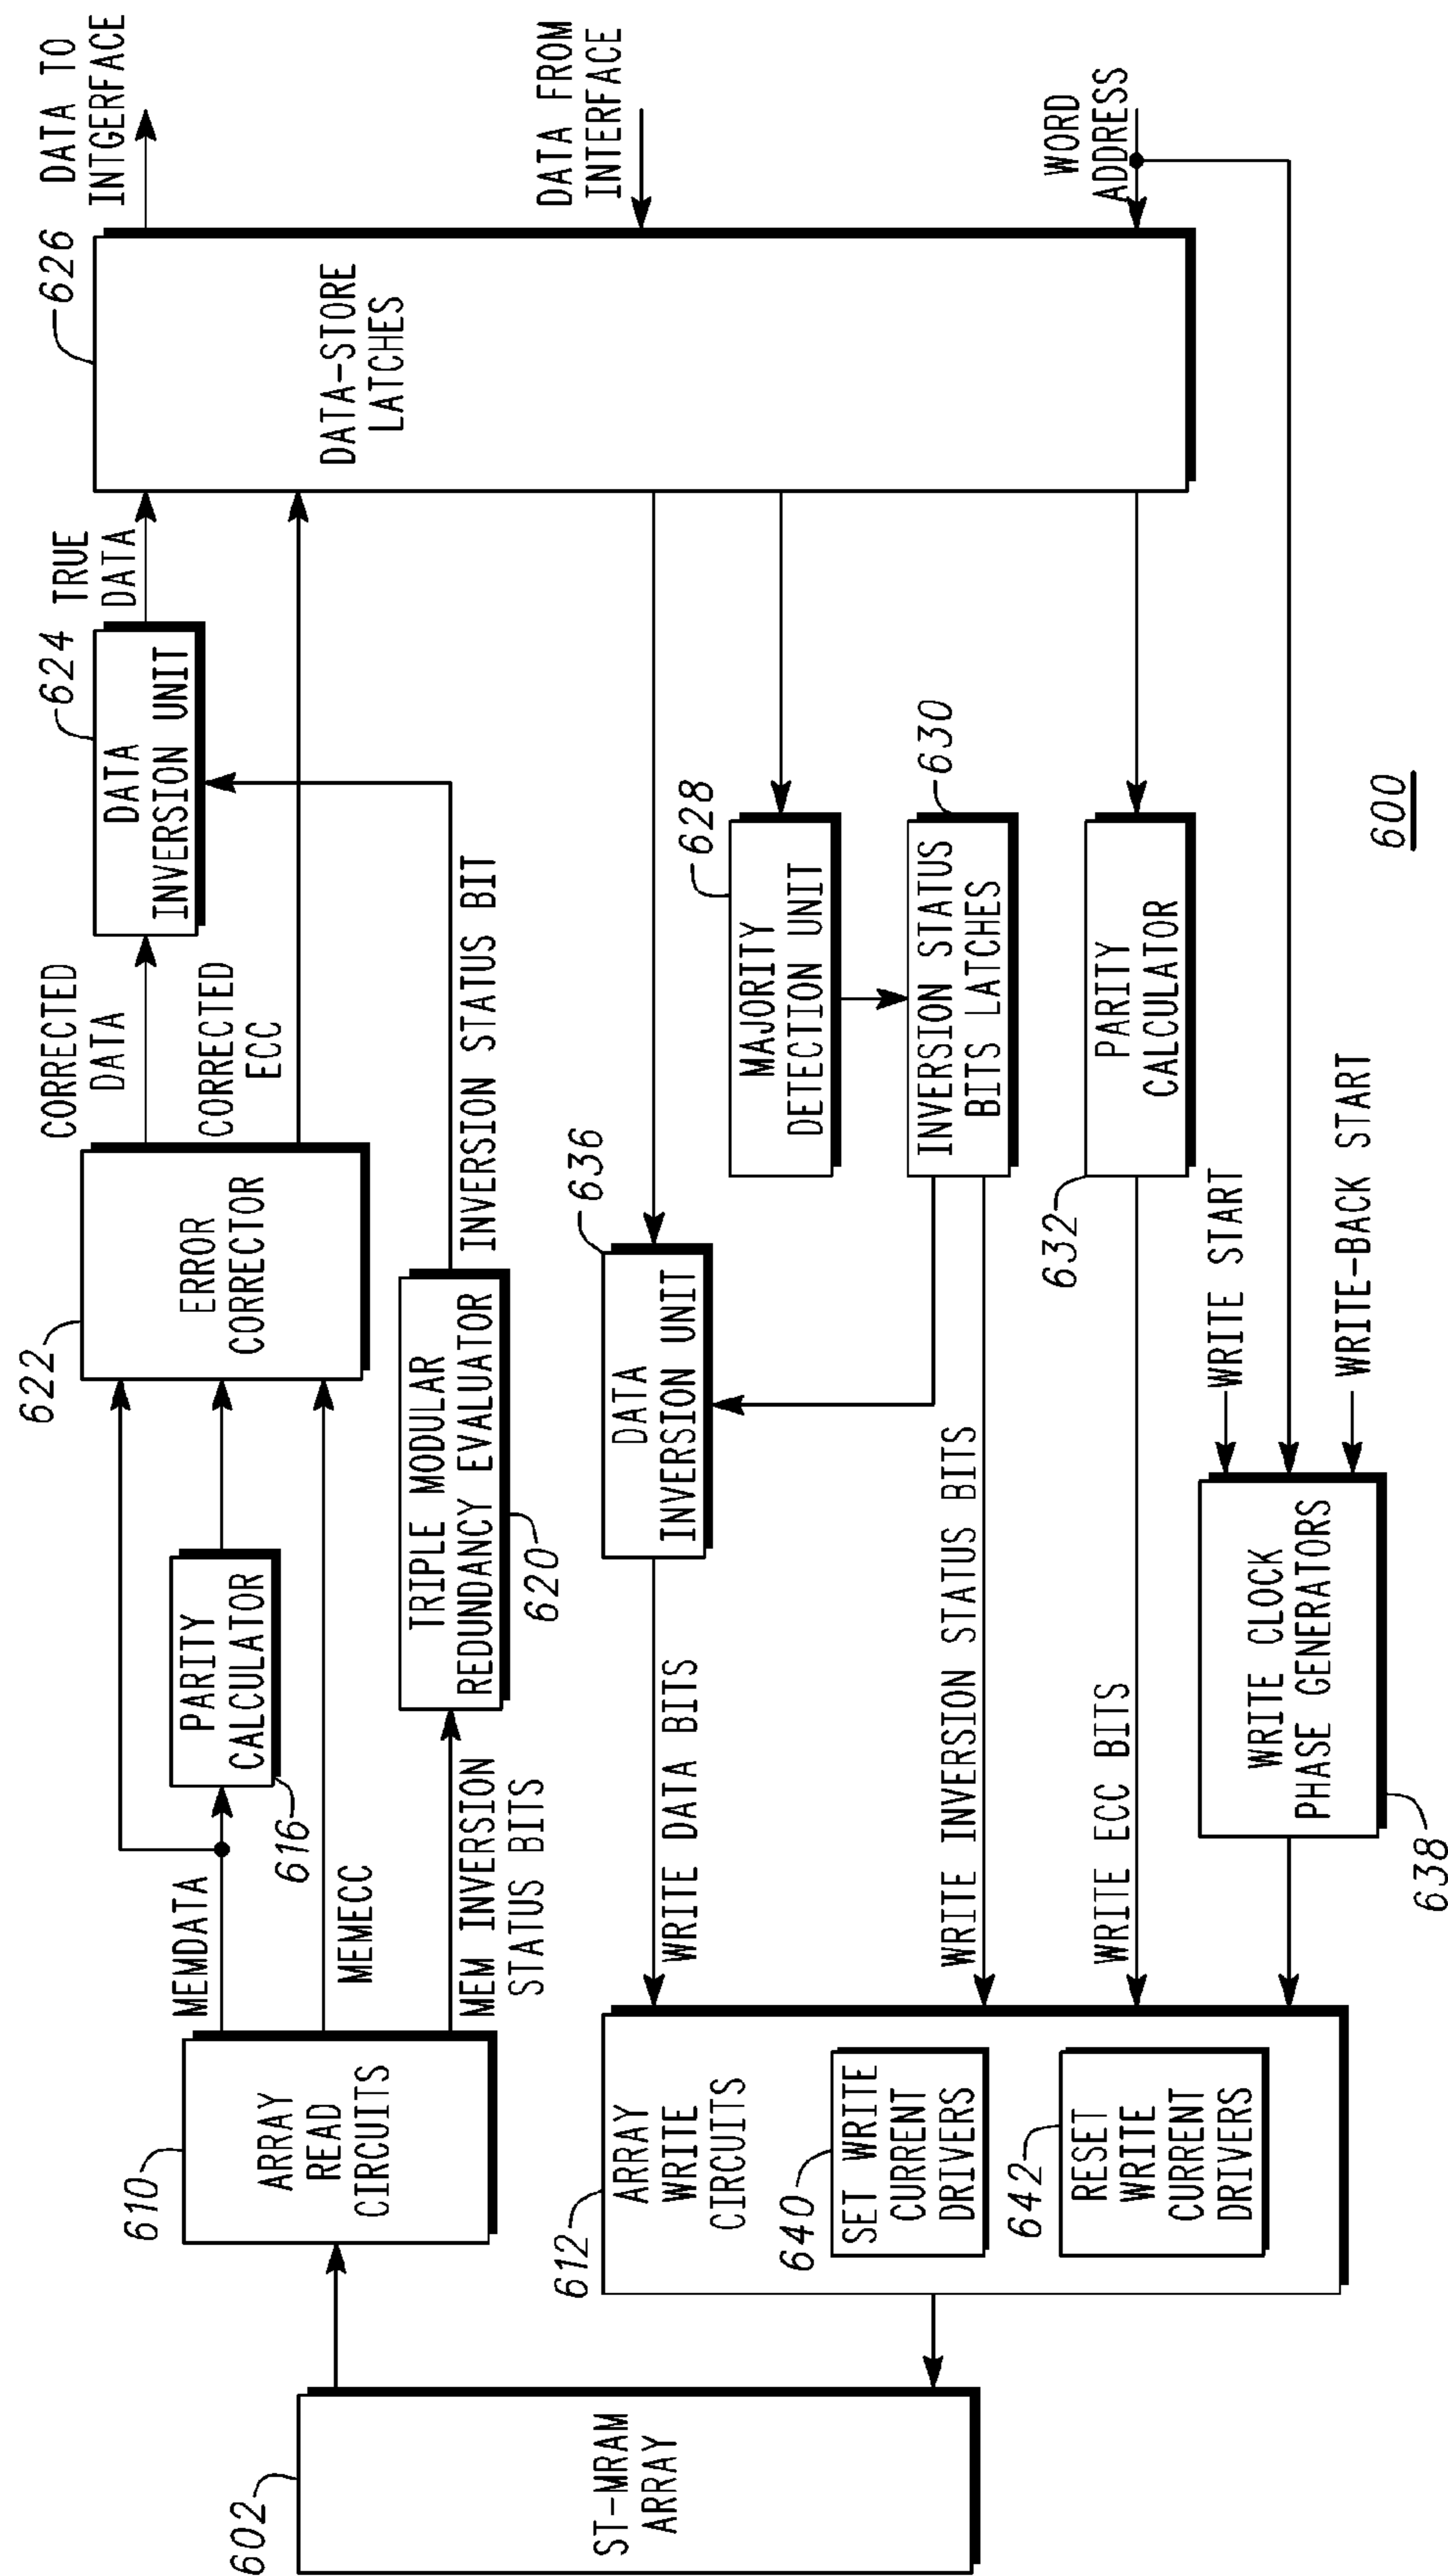 602
ST-MRAM
ARRAY
610
ARRAY
READ
CIRCUITS
MEMDATA
MEMECC
MEM INVERSION
STATUS BITS
616
PARITY
CALCULATOR
TRIPLE MODULAR
REDUNDANCY EVALUATOR
620
622
ERROR
CORRECTOR
CORRECTED
DATA
CORRECTED
ECC
INVERSION STATUS BIT
624
DATA
INVERSION UNIT
TRUE
DATA
626
DATA-STORE
LATCHES
DATA TO
INTGERFACE
DATA FROM
INTERFACE
WORD
ADDRESS
612
ARRAY
WRITE
CIRCUITS
640
SET WRITE
CURRENT
DRIVERS
642
RESET
WRITE
CURRENT
DRIVERS
WRITE DATA BITS
WRITE INVERSION STATUS BITS
WRITE ECC BITS
636
DATA
INVERSION UNIT
628
MAJORITY
DETECTION UNIT
630
INVERSION STATUS
BITS LATCHES
632
PARITY
CALCULATOR
WRITE START
WRITE-BACK START
WRITE CLOCK
PHASE GENERATORS
638
600